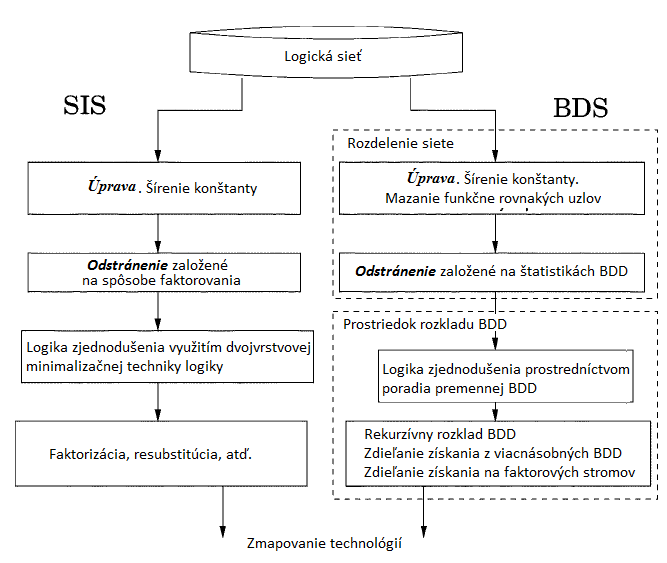 Logická sieť
SIS
BDS
Úprava. Šírenie konštanty
Odstránenie založené
na spôsobe faktorovania
Logika zjednodušenia využitím dvojvrstvovej
minimalizačnej techniky logiky
Faktorizácia, resubstitúcia, atď.
Rozdelenie siete
Úprava. Šírenie konštanty.
Mazanie funkčne rovnakých uzlov
Odstránenie založené na štatistikách BDD
Prostriedok rozkladu BDD
Logika zjednodušenia prostredníctvom
poradia premennej BDD
Rekurzívny rozklad BDD
Zdieľanie získania z viacnásobných BDD
Zdieľanie získania na faktorových stromov
Zmapovanie technológií